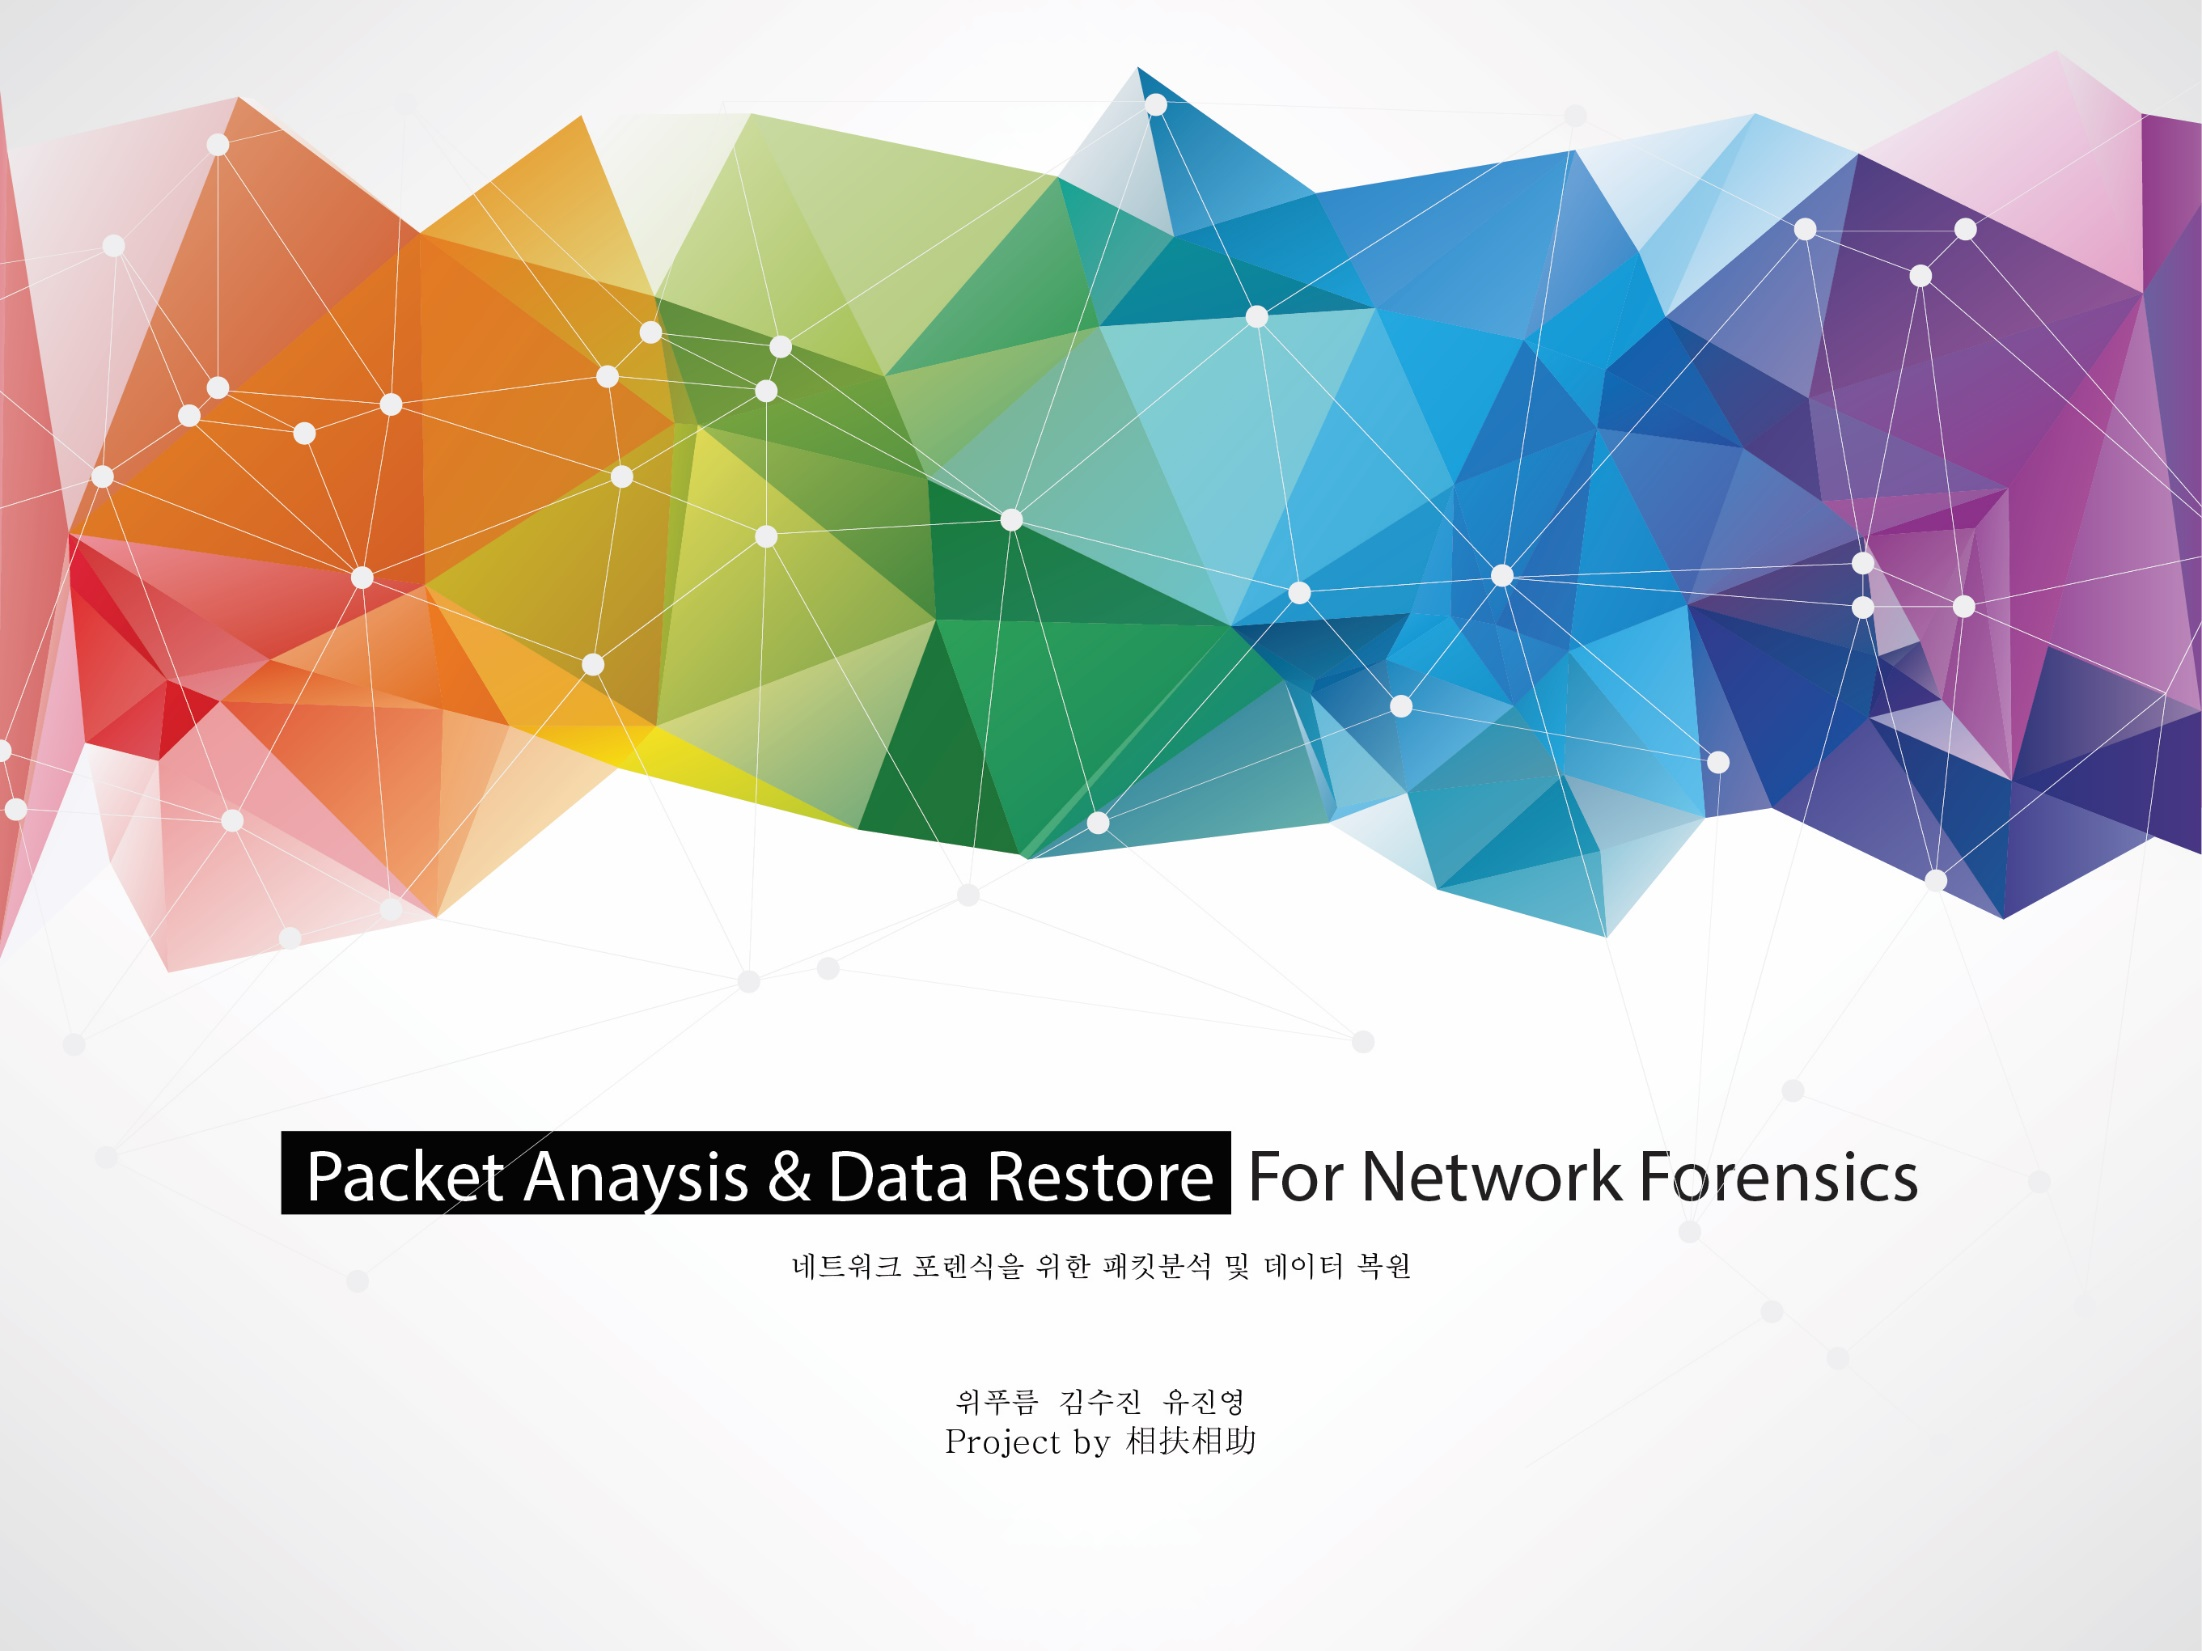 Packet Anaysis & Data Restore For Network Forensics
네트워크 포렌식을 위한 패킷분석 및 데이터 복원
위푸름 김수진 유진영
Project by 相扶相助